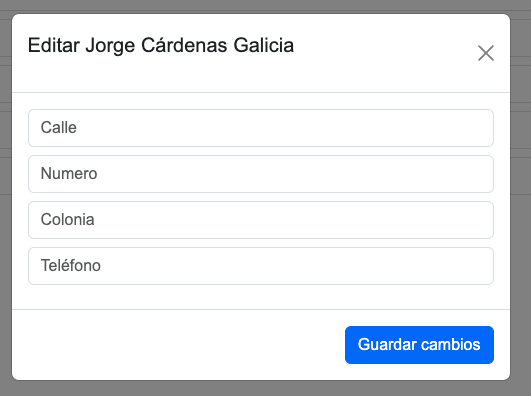 Editar Jorge Cárdenas Galicia
Calle
Numero
Colonia
Teléfono
Guardar cambios